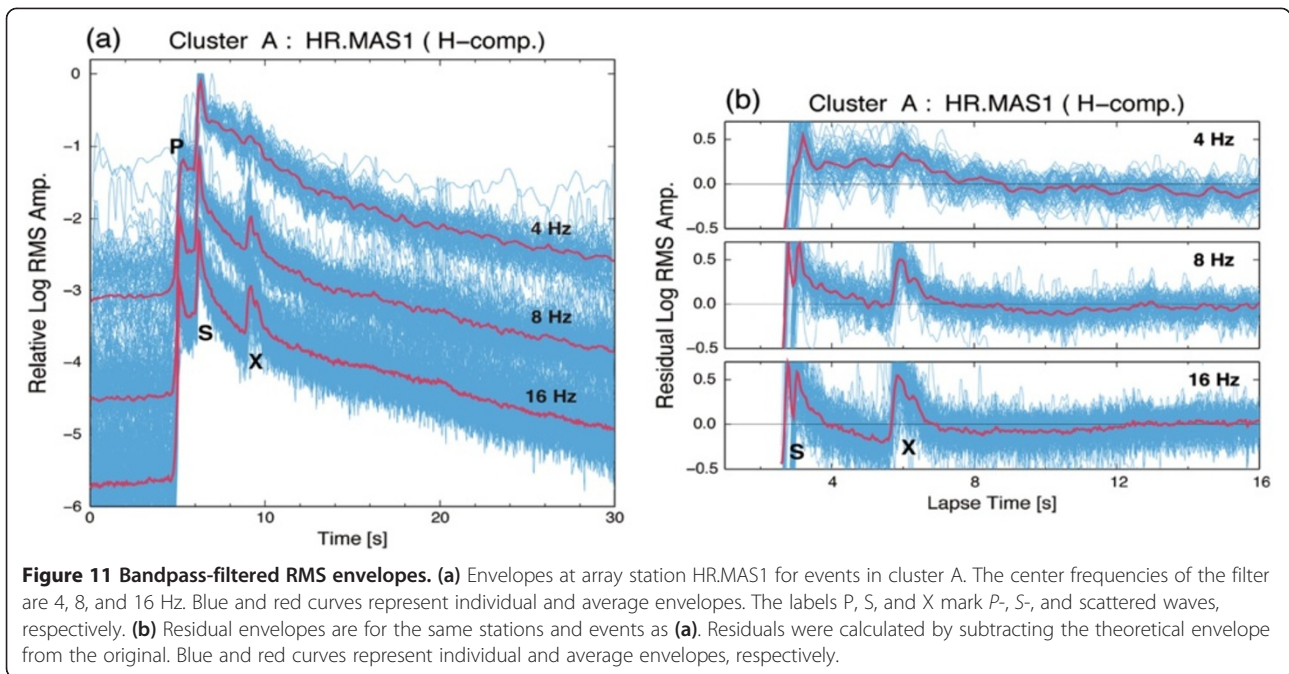 (a) Cluster A : HR.MAS1 ( H-comp.)
Relative Log RMS Amp.
0
-1
-2
-3
-4
-5
-6
P
S
X
4 Hz
8 Hz
16 Hz
0
10
20
30
Time [s]
(b) Cluster A : HR.MAS1 ( H-comp.)
Residual Log RMS Amp.
0.5
0.0
-0.5
4 Hz
0.5
0.0
-0.5
8 Hz
0.5
0.0
-0.5
16 Hz
S
X
4
8
12
16
Lapse Time [s]
Figure 11 Bandpass-filtered RMS envelopes. (a) Envelopes at array station HR.MAS1 for events in cluster A. The center frequencies of the filter
are 4, 8, and 16 Hz. Blue and red curves represent individual and average envelopes. The labels P, S, and X mark P-, S-, and scattered waves,
respectively. (b) Residual envelopes are for the same stations and events as (a). Residuals were calculated by subtracting the theoretical envelope
from the original. Blue and red curves represent individual and average envelopes, respectively.